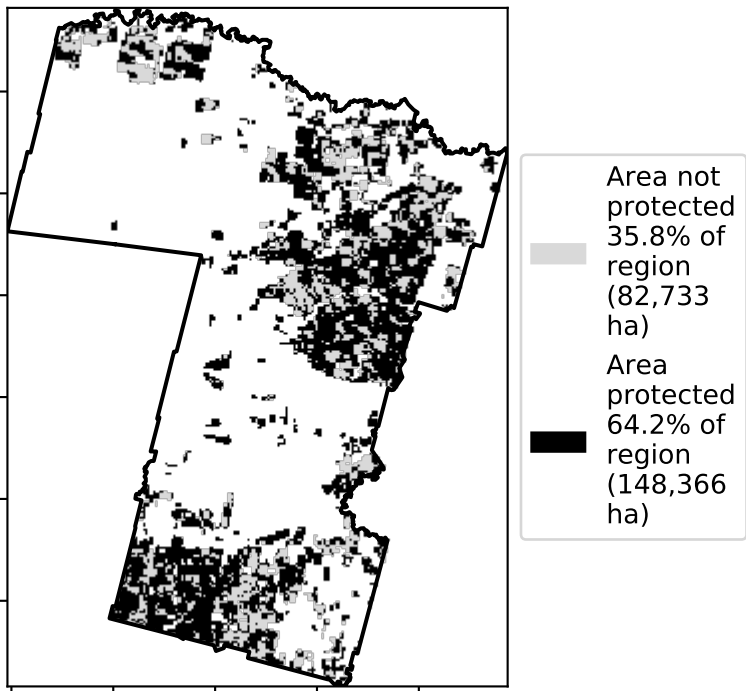 Area not
protected
35.8% of
region
(82,733
ha)
Area
protected
64.2% of
region
(148,366
ha)